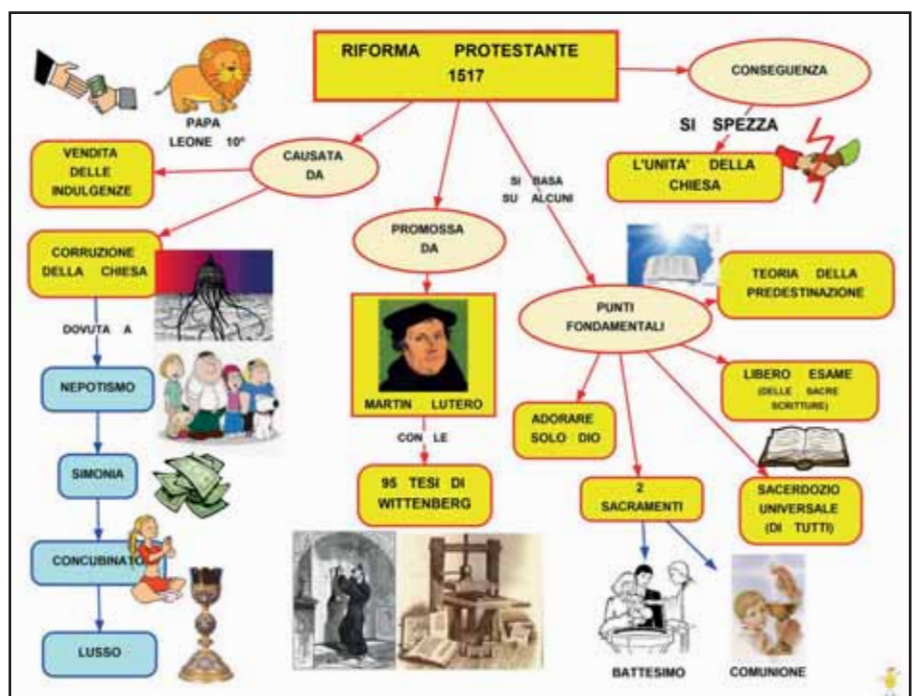 RIFORMA PROTESTANTE
1517
CONSEGUENZA
SI SPEZZA
L'UNITA' DELLA
CHIESA
PAPA
LEONE 10°
CAUSATA
DA
VENDITA
DELLE
INDULGENZE
CORRUZIONE
DELLA CHIESA
DOVUTA A
NEPOTISMO
SIMONIA
CONCUBINATO
LUSSO
PROMOSSA
DA
MARTIN LUTERO
CON LE
95 TESI DI
WITTENBERG
SI BASA
SU ALCUNI
PUNTI
FONDAMENTALI
TEORIA DELLA
PREDESTINAZIONE
LIBERO ESAME
(DELLE SACRE
SCRITTURE)
SACERDOZIO
UNIVERSALE
(DI TUTTI)
ADORARE
SOLO DIO
2
SACRAMENTI
BATTESIMO
COMUNIONE